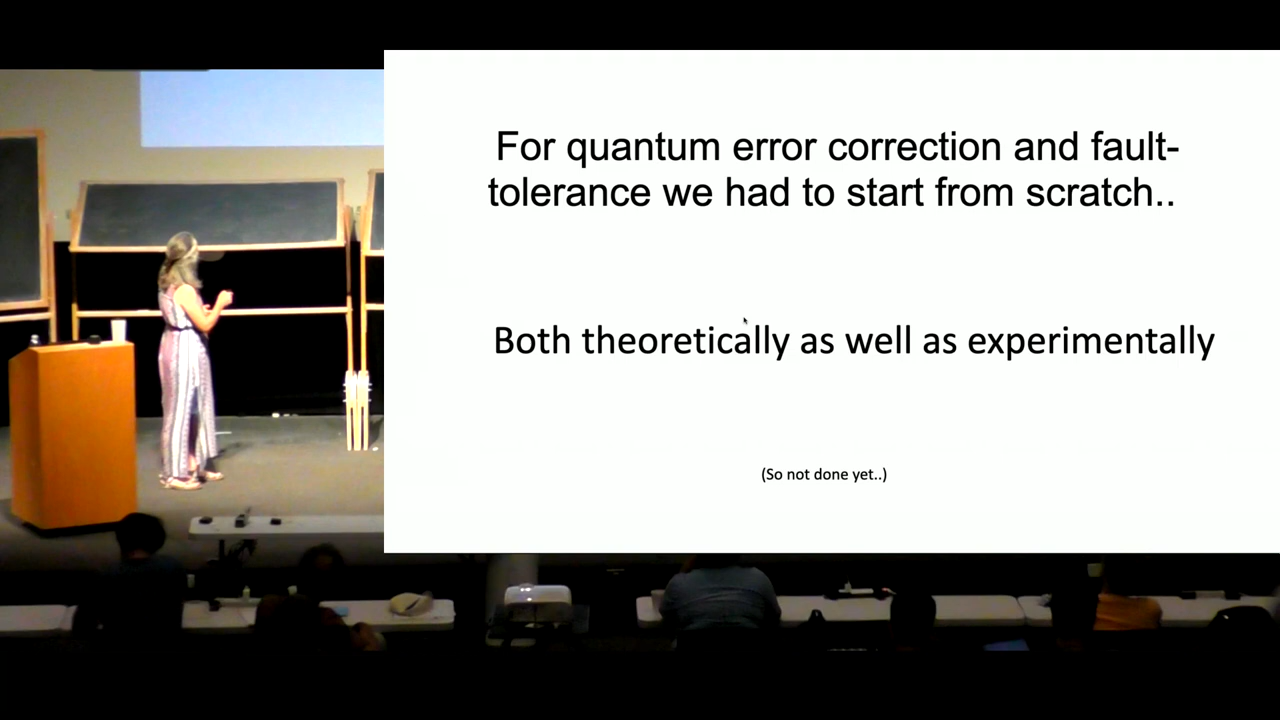 For quantum error correction and fault-
tolerance we had to start from scratch..
Both theoretically as well as experimentally
(So not done yet..)